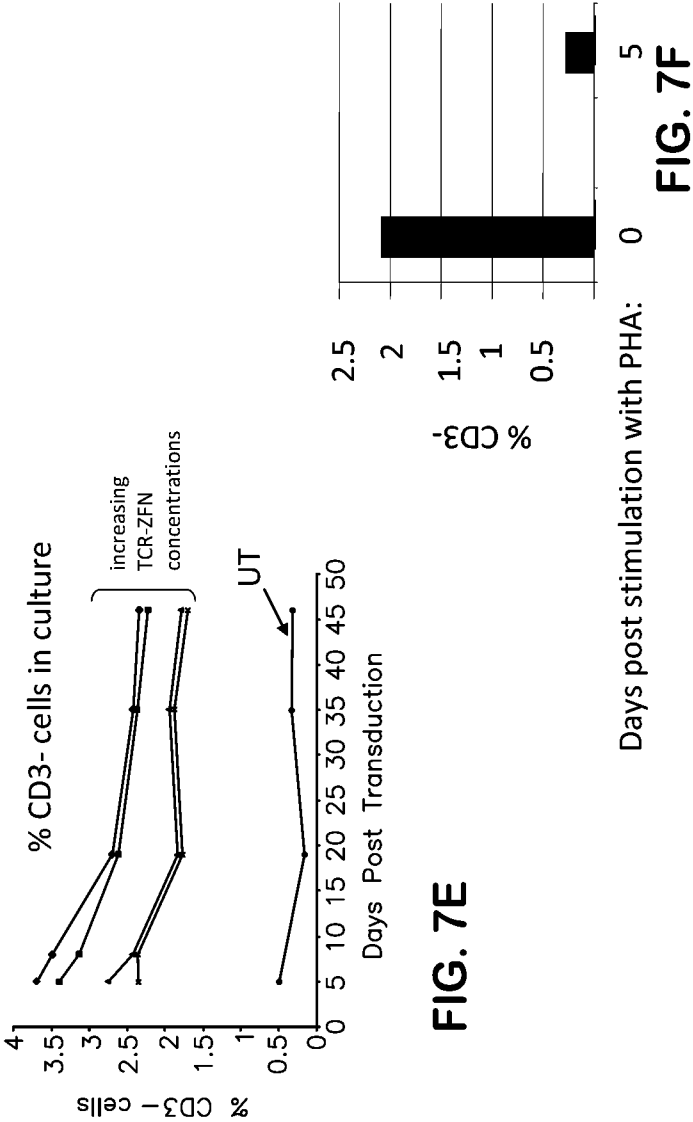 % CD3- cells in culture
4
3.5
3
2.5
2
1.5
1
0.5
0
% CD3– cells
0 5 10 15 20 25 30 35 40 45 50
Days Post Transduction
increasing
TCR-ZFN
concentrations
UT
FIG. 7E
2.5
2
1.5
1
0.5
% CD3-
0 5
Days post stimulation with PHA:
FIG. 7F